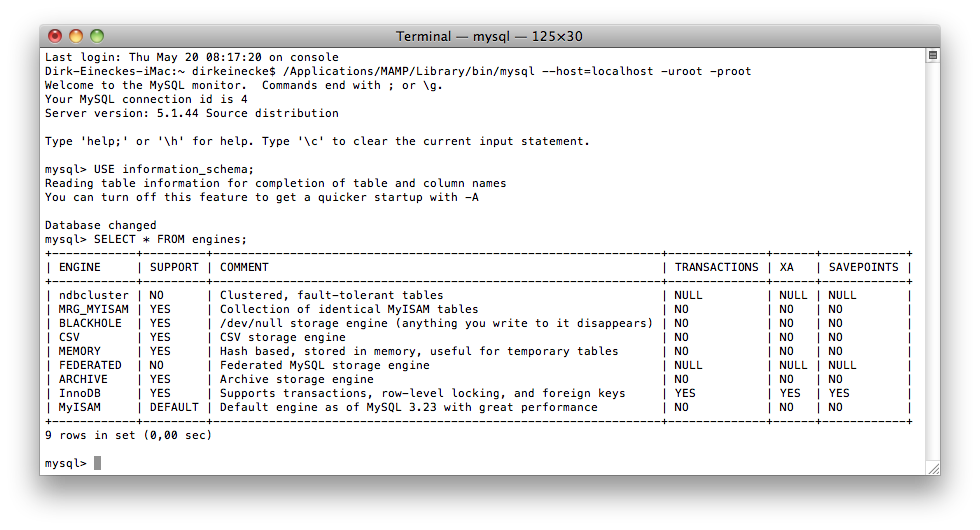 Terminal — mysql — 125×30
Last login: Thu May 20 08:17:20 on console
Dirk-Eineckes-iMac:~ dirkeinecke$ /Applications/MAMP/Library/bin/mysql --host=localhost -uroot -proot
Welcome to the MySQL monitor.  Commands end with ; or \g.
Your MySQL connection id is 4
Server version: 5.1.44 Source distribution

Type 'help;' or '\h' for help. Type '\c' to clear the current input statement.

mysql> USE information_schema;
Reading table information for completion of table and column names
You can turn off this feature to get a quicker startup with -A

Database changed
mysql> SELECT * FROM engines;
+------------+---------+----------------------------------------------------------------+--------------+------+------------+
| ENGINE     | SUPPORT | COMMENT                                                        | TRANSACTIONS | XA   | SAVEPOINTS |
+------------+---------+----------------------------------------------------------------+--------------+------+------------+
| ndbcluster | NO      | Clustered, fault-tolerant tables                               | NULL         | NULL | NULL       |
| MRG_MYISAM | YES     | Collection of identical MyISAM tables                          | NO           | NO   | NO         |
| BLACKHOLE  | YES     | /dev/null storage engine (anything you write to it disappears) | NO           | NO   | NO         |
| CSV        | YES     | CSV storage engine                                             | NO           | NO   | NO         |
| MEMORY     | YES     | Hash based, stored in memory, useful for temporary tables      | NO           | NO   | NO         |
| FEDERATED  | NO      | Federated MySQL storage engine                                 | NULL         | NULL | NULL       |
| ARCHIVE    | YES     | Archive storage engine                                         | NO           | NO   | NO         |
| InnoDB     | YES     | Supports transactions, row-level locking, and foreign keys     | YES          | YES  | YES        |
| MyISAM     | DEFAULT | Default engine as of MySQL 3.23 with great performance         | NO           | NO   | NO         |
+------------+---------+----------------------------------------------------------------+--------------+------+------------+
9 rows in set (0,00 sec)

mysql>